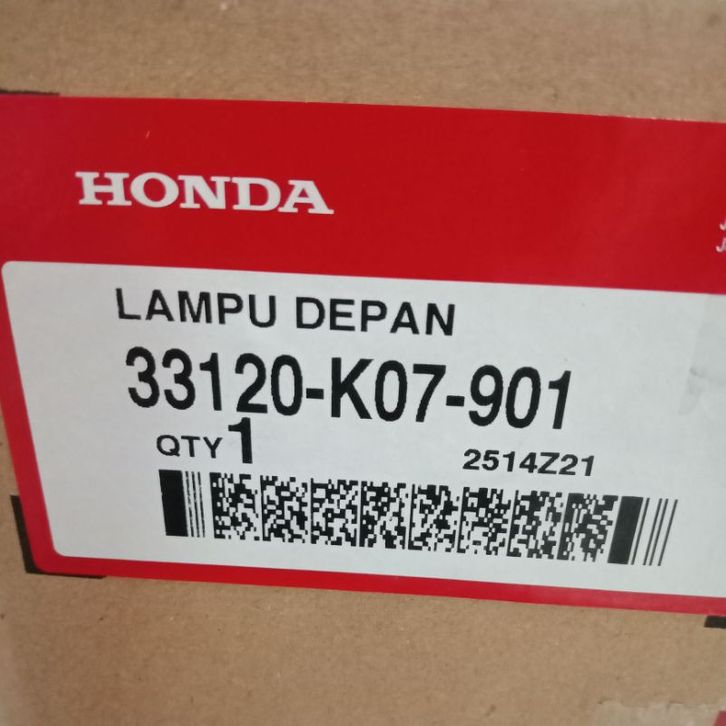 HONDA
LAMPU DEPAN
33120-K07-901
QTY 1
2514Z21